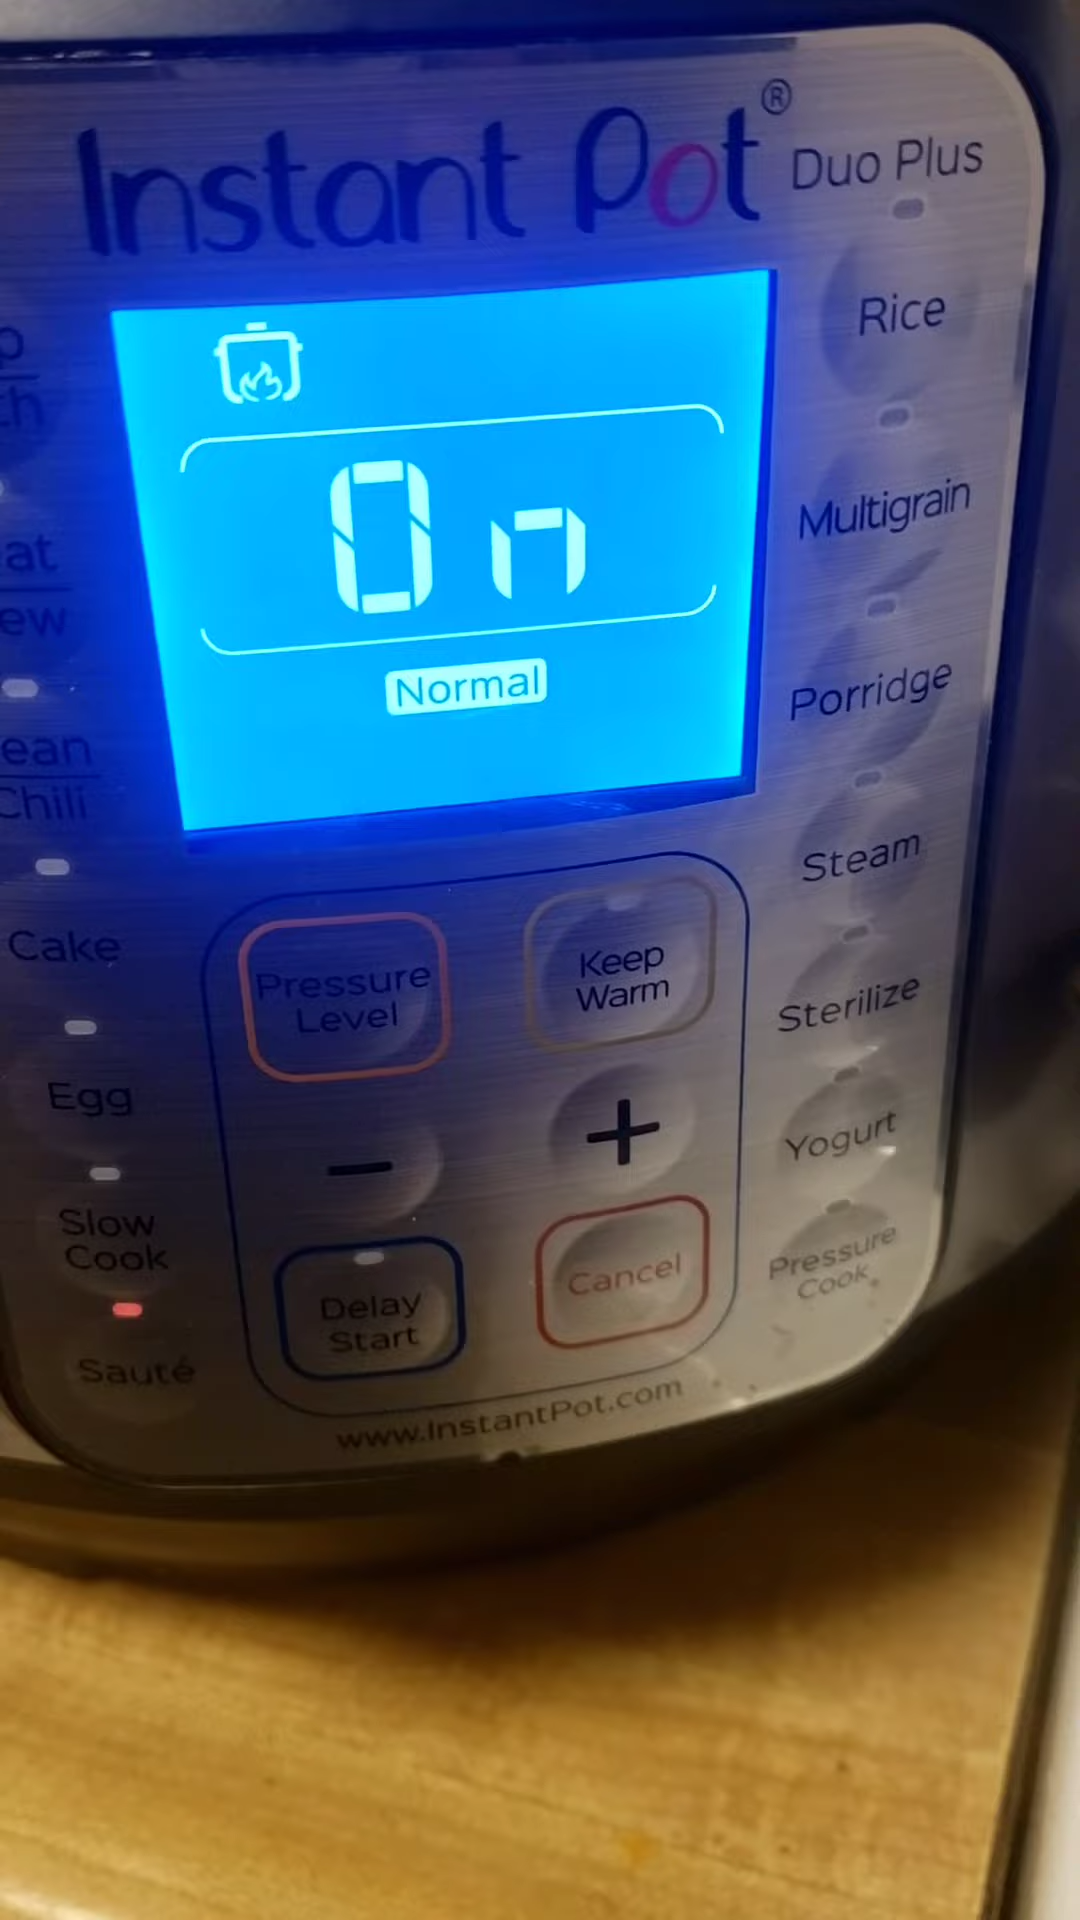 Instant Pot®
Duo Plus
On
Normal
Rice
Multigrain
Porridge
Steam
Sterilize
Yogurt
Pressure
Cook
Chili
Cake
Egg
Slow
Cook
Sauté
Pressure
Level
Keep
Warm
−
+
Delay
Start
Cancel
www.InstantPot.com